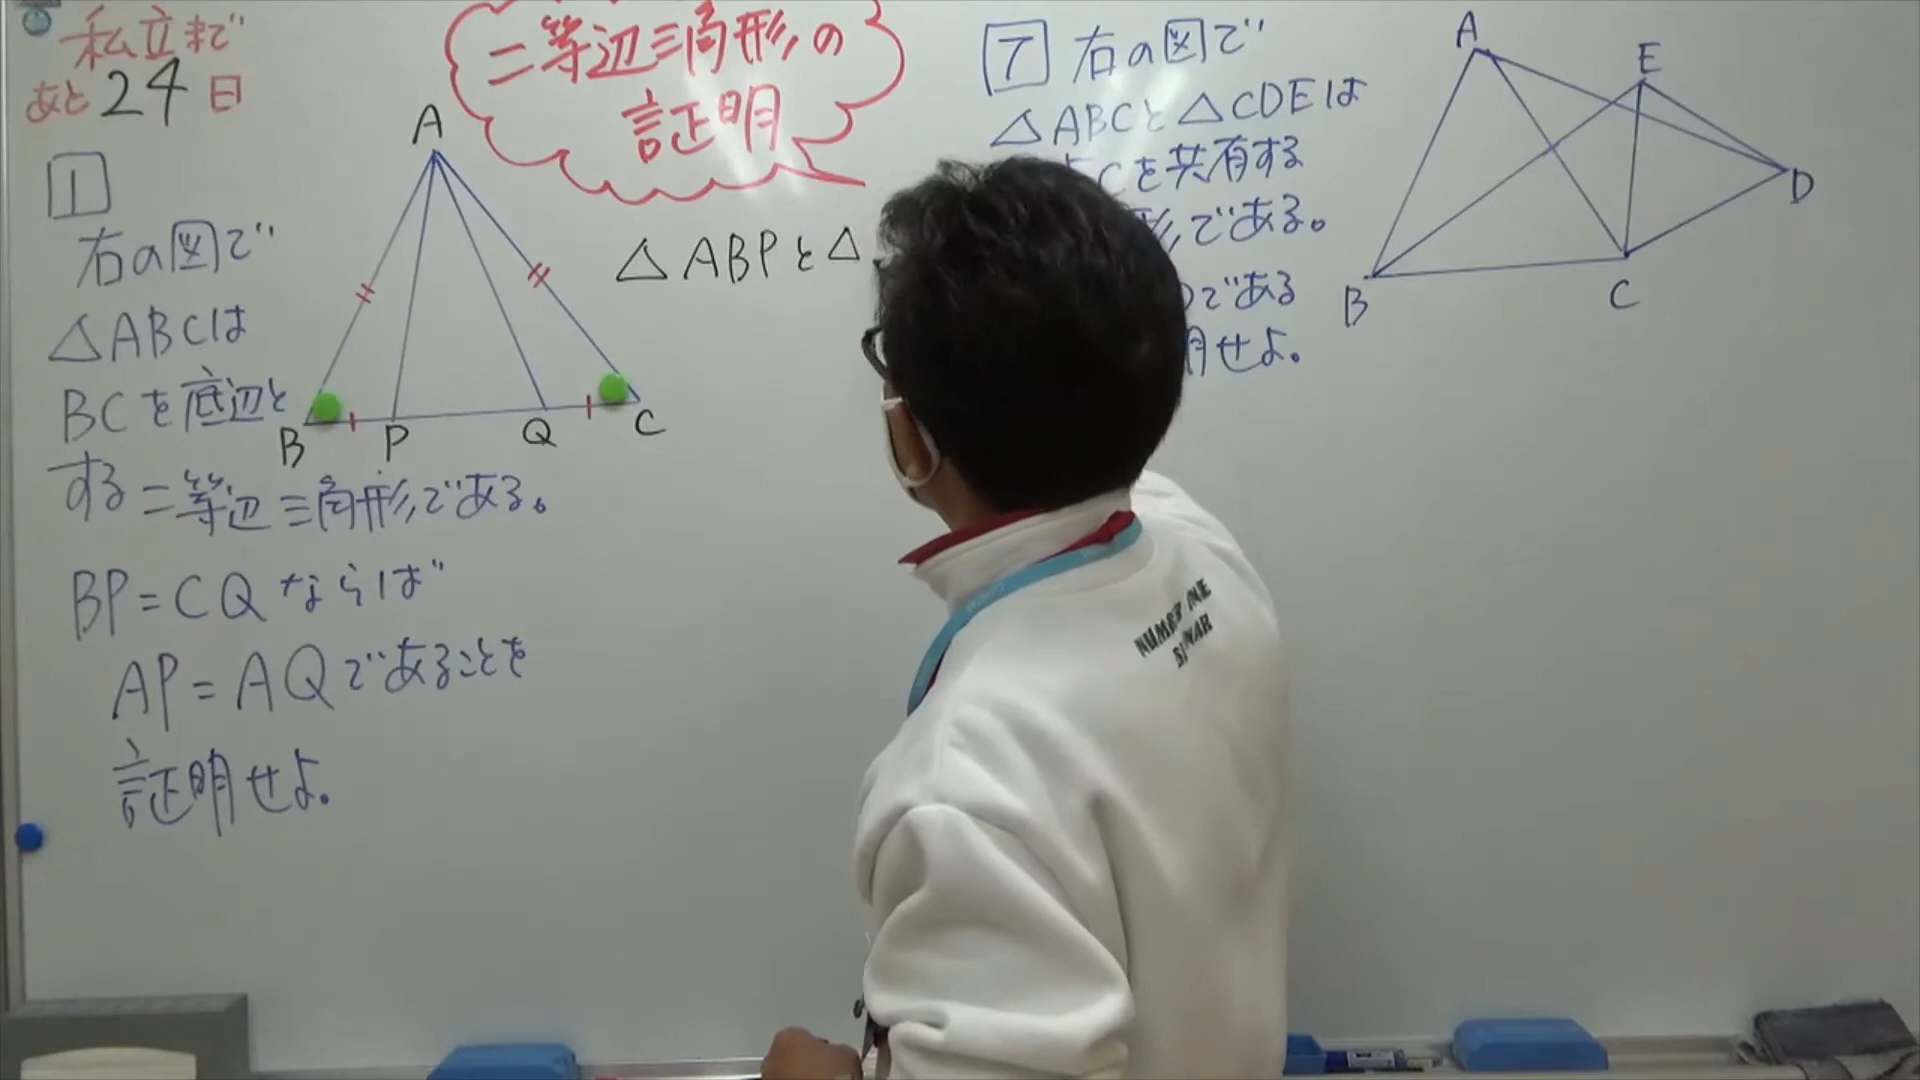 私立まで
あと24日
二等辺三角形の
証明
1
右の図で
△ABCは
BCを底辺と
する二等辺三角形である。
BP=CQならば
AP=AQであることを
証明せよ。
A
B
P
Q
C
△ABPと△
7
右の図で
△ABCと△CDEは
Cを共有する
形である。
である
せよ。
A
E
D
B
C
NUMBER ONE
SEMINAR